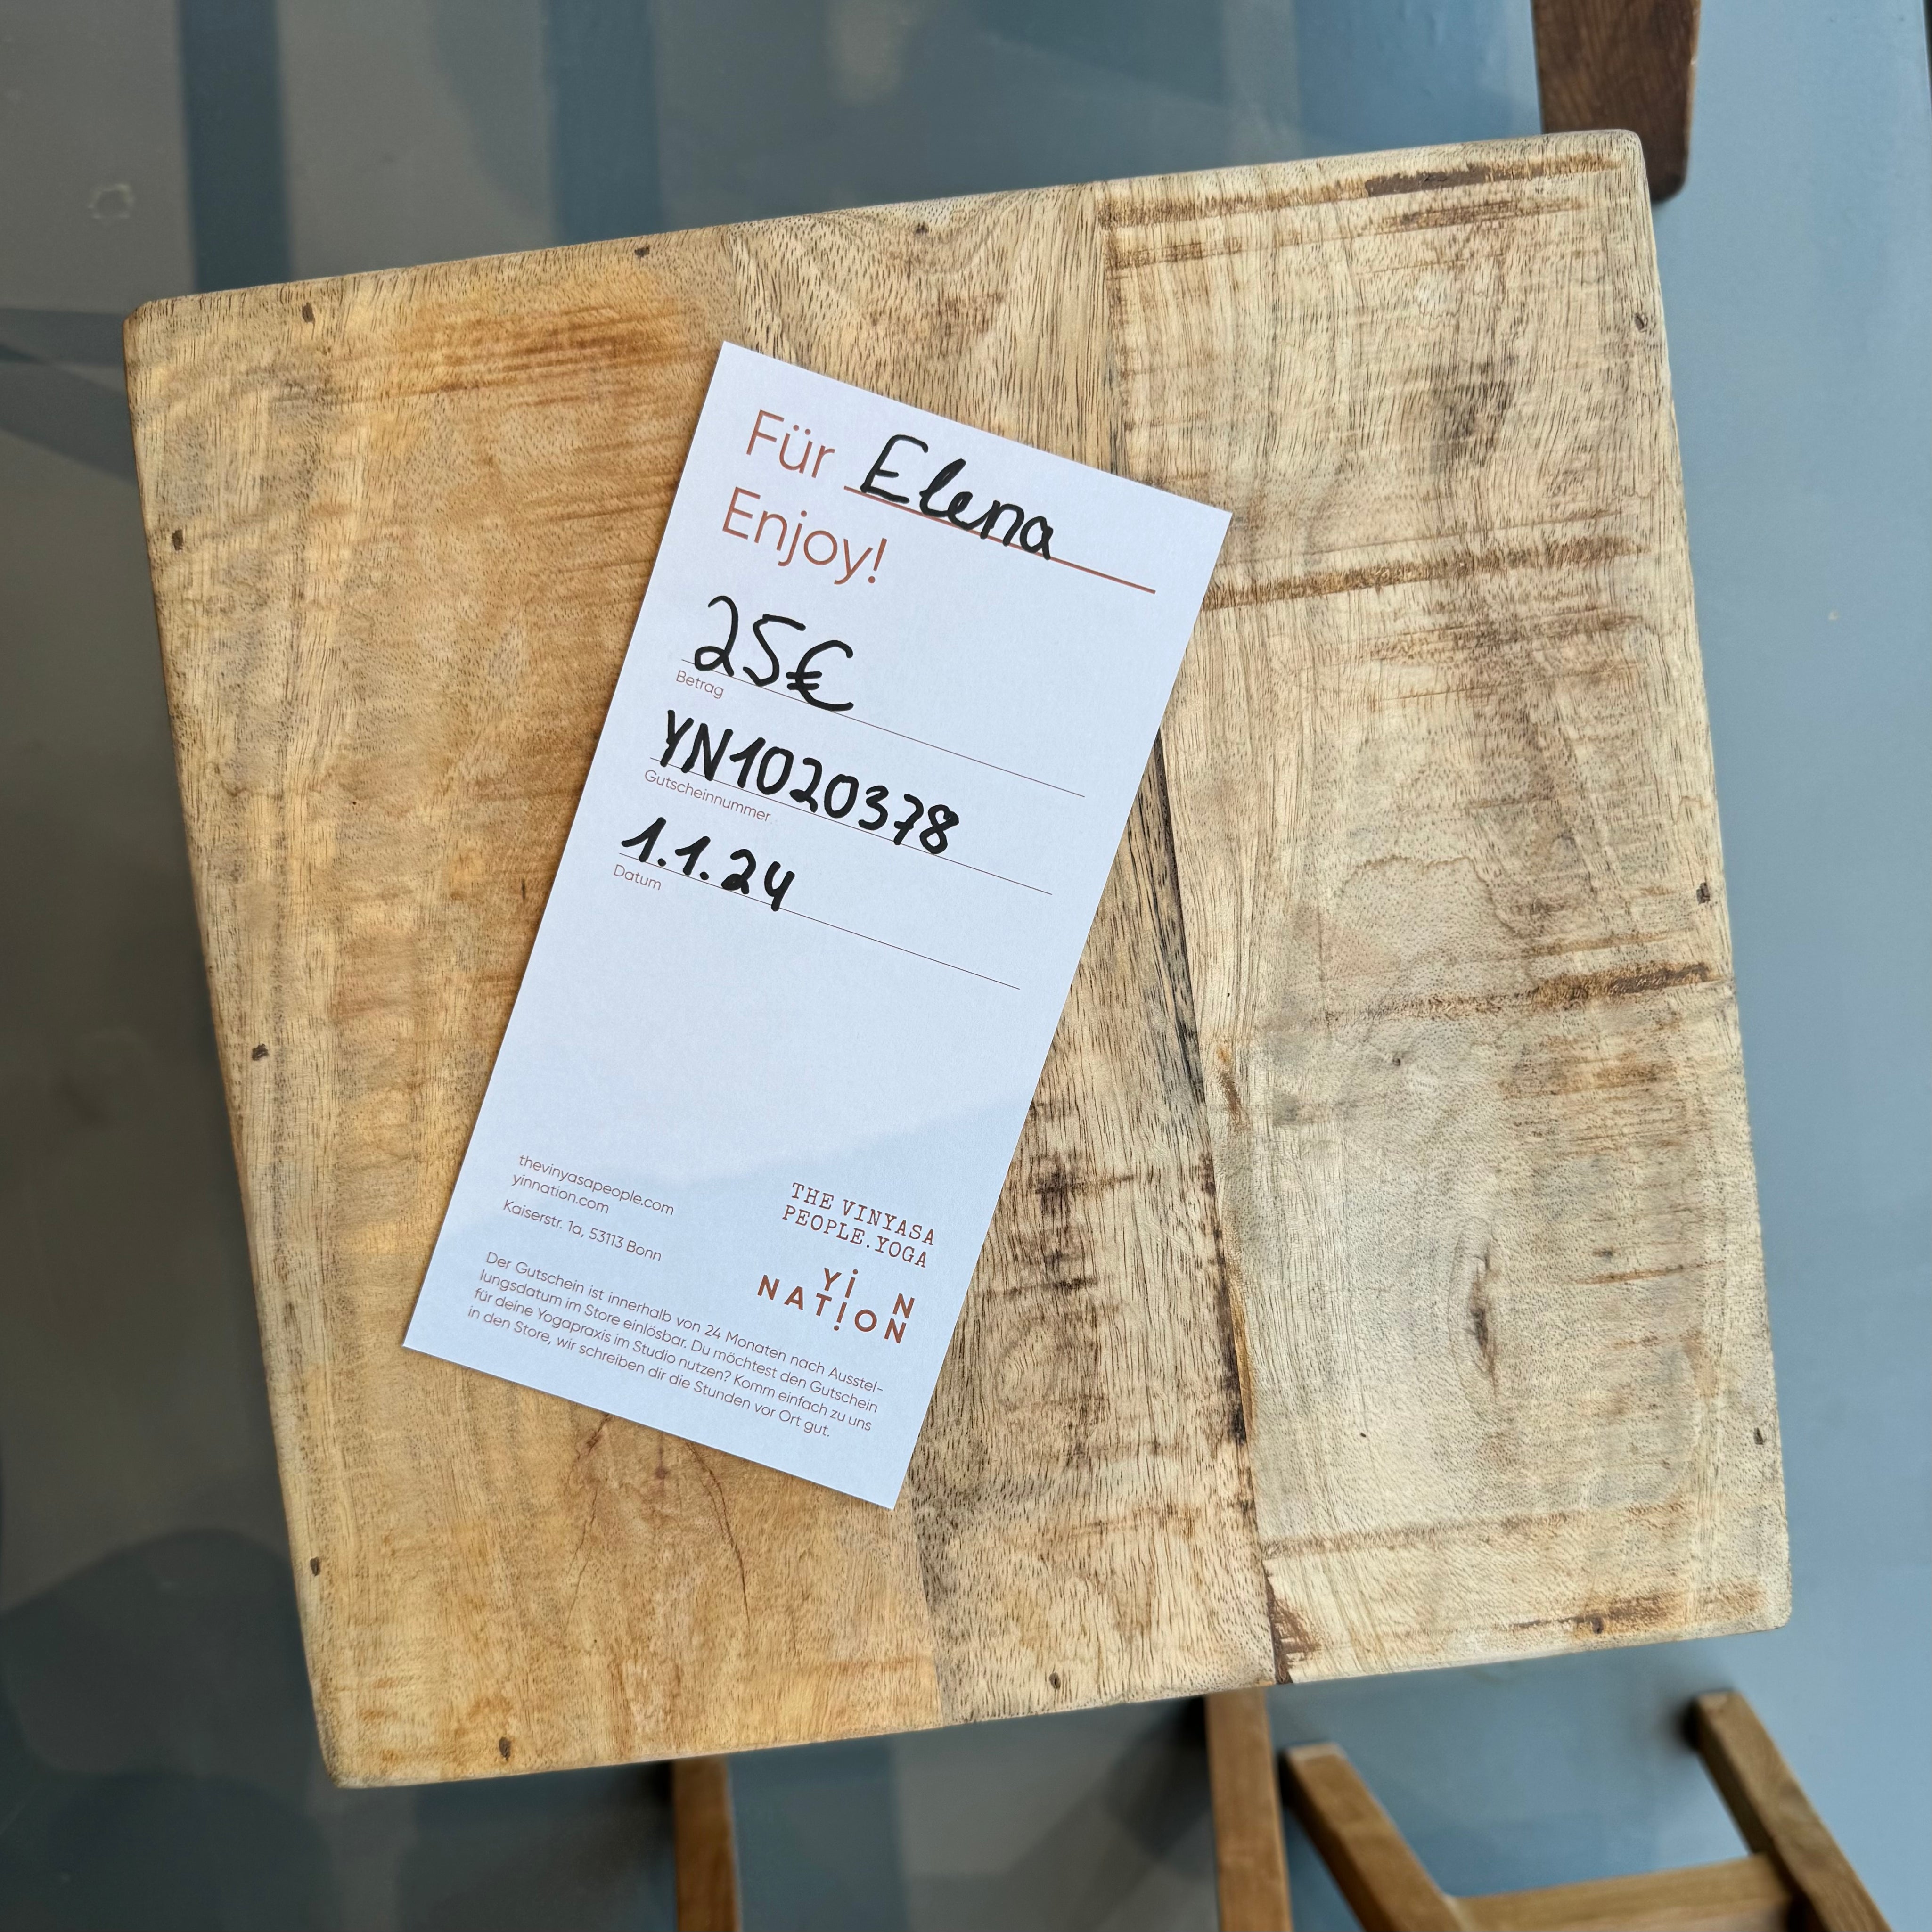 Für Elena
Enjoy!
25€
Betrag
YN1020378
Gutscheinnummer
1.1.24
Datum
thevinyasapeople.com
yinnation.com
Kaiserstr. 1a, 53113 Bonn
THE VINYASA
PEOPLE.YOGA
YiN
NATION
Der Gutschein ist innerhalb von 24 Monaten nach Ausstel-
lungsdatum im Store einlösbar. Du möchtest den Gutschein
für deine Yogapraxis im Studio nutzen? Komm einfach zu uns
in den Store, wir schreiben dir die Stunden vor Ort gut.